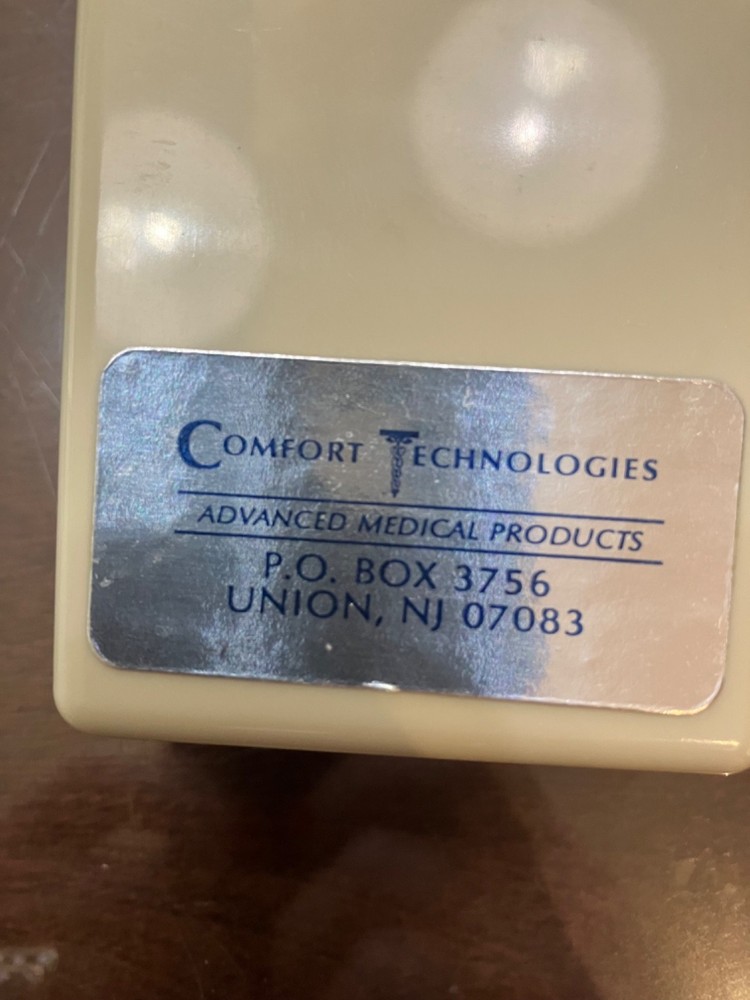 COMFORT TECHNOLOGIES
ADVANCED MEDICAL PRODUCTS
P.O. BOX 3756
UNION, NJ 07083